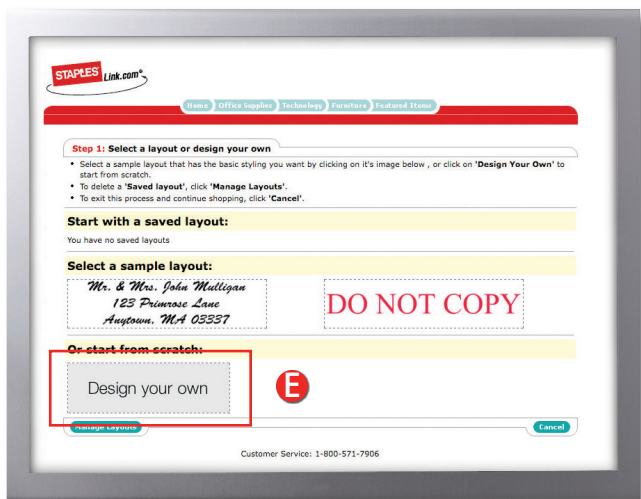 STAPLES Link.com®
Home Office Supplies Technology Furniture Featured Items
Step 1: Select a layout or design your own
• Select a sample layout that has the basic styling you want by clicking on it's image below , or click on 'Design Your Own' to
start from scratch.
• To delete a 'Saved layout', click 'Manage Layouts'.
• To exit this process and continue shopping, click 'Cancel'.
Start with a saved layout:
You have no saved layouts
Select a sample layout:
Mr. & Mrs. John Mulligan
123 Primrose Lane
Anytown, MA 03337
DO NOT COPY
Or start from scratch:
Design your own
E
Manage Layouts
Cancel
Customer Service: 1-800-571-7906